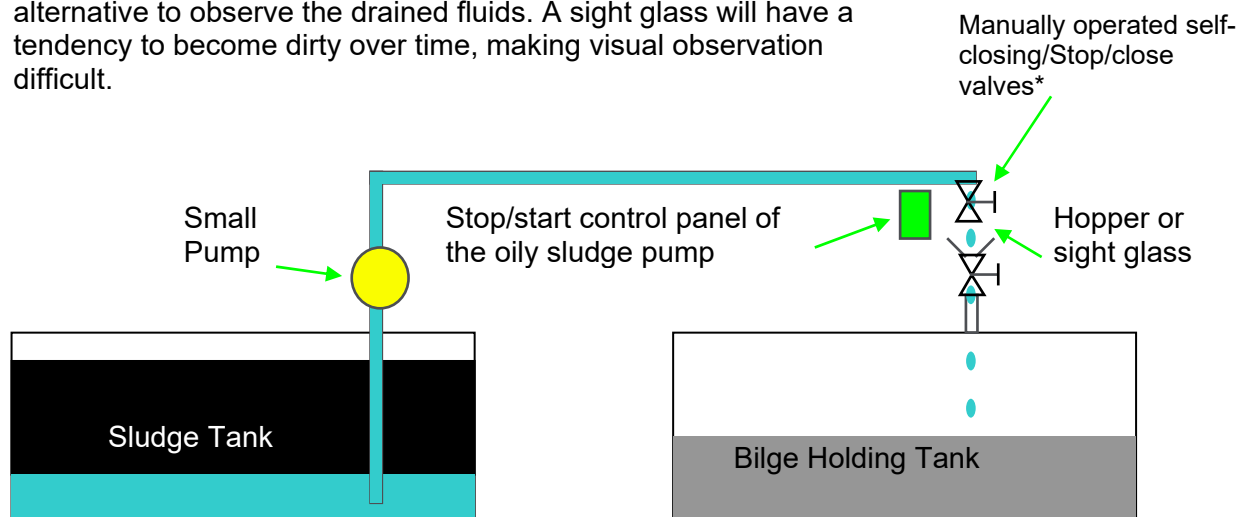 alternative to observe the drained fluids. A sight glass will have a
tendency to become dirty over time, making visual observation
difficult.
Manually operated self-
closing/Stop/close
valves*
Small
Pump
Stop/start control panel of
the oily sludge pump
Hopper or
sight glass
Sludge Tank
Bilge Holding Tank